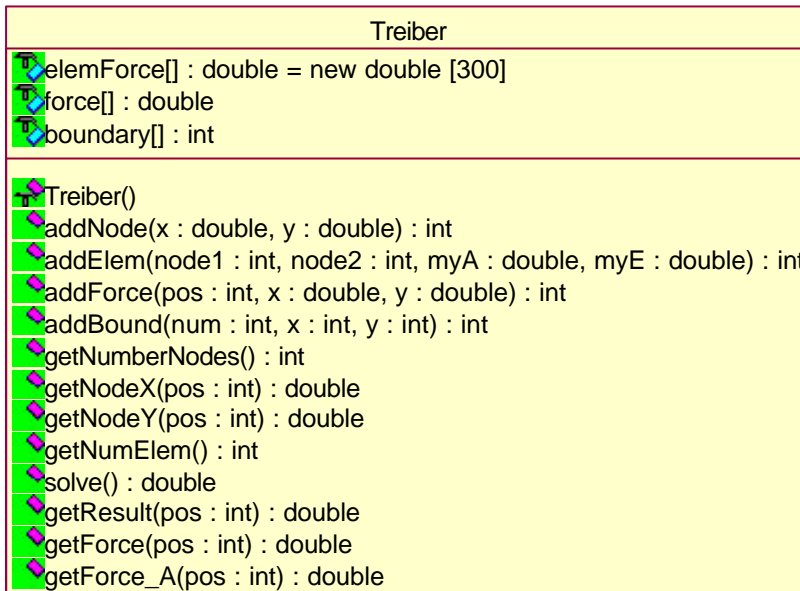 Treiber
elemForce[] : double = new double [300]
force[] : double
boundary[] : int
Treiber()
addNode(x : double, y : double) : int
addElem(node1 : int, node2 : int, myA : double, myE : double) : int
addForce(pos : int, x : double, y : double) : int
addBound(num : int, x : int, y : int) : int
getNumberNodes() : int
getNodeX(pos : int) : double
getNodeY(pos : int) : double
getNumElem() : int
solve() : double
getResult(pos : int) : double
getForce(pos : int) : double
getForce_A(pos : int) : double